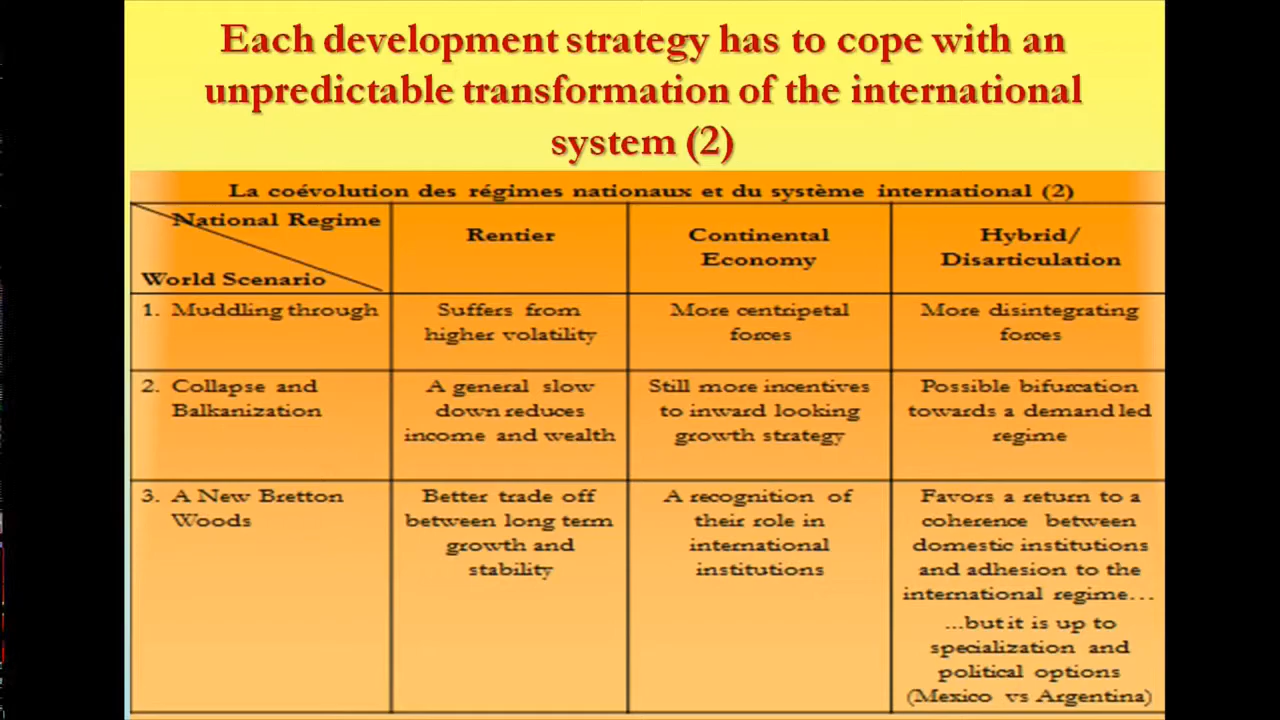 Each development strategy has to cope with an
unpredictable transformation of the international
system (2)
La coévolution des régimes nationaux et du système international (2)
National Regime
World Scenario
Rentier
Continental
Economy
Hybrid/
Disarticulation
1. Muddling through
Suffers from
higher volatility
More centripetal
forces
More disintegrating
forces
2. Collapse and
Balkanization
A general slow
down reduces
income and wealth
Still more incentives
to inward looking
growth strategy
Possible bifurcation
towards a demand led
regime
3. A New Bretton
Woods
Better trade off
between long term
growth and
stability
A recognition of
their role in
international
institutions
Favors a return to a
coherence between
domestic institutions
and adhesion to the
international regime…
…but it is up to
specialization and
political options
(Mexico vs Argentina)